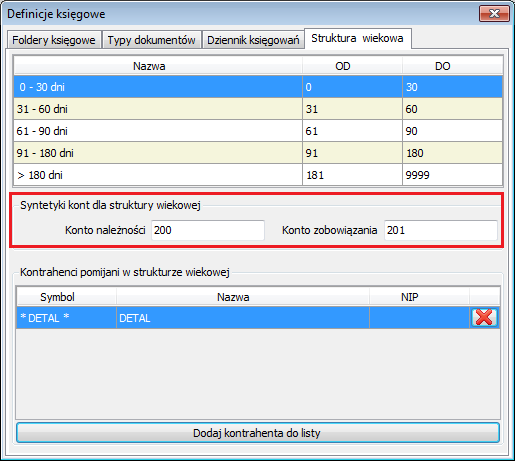 Definicje księgowe
Foldery księgowe Typy dokumentów Dziennik księgowań Struktura wiekowa
Nazwa OD DO
0 - 30 dni 0 30
31 - 60 dni 31 60
61 - 90 dni 61 90
91 - 180 dni 91 180
> 180 dni 181 9999
Syntetyki kont dla struktury wiekowej
Konto należności 200 Konto zobowiązania 201
Kontrahenci pomijani w strukturze wiekowej
Symbol Nazwa NIP
* DETAL * DETAL
Dodaj kontrahenta do listy